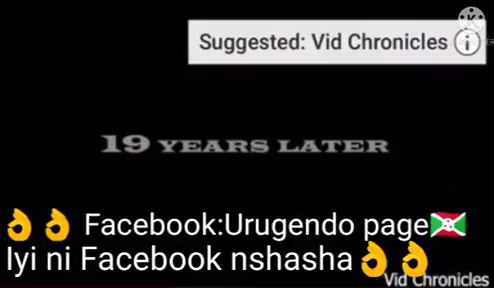 Suggested: Vid Chronicles
19 YEARS LATER
👌👌 Facebook:Urugendo page🇧🇮
Iyi ni Facebook nshasha👌👌
Vid Chronicles